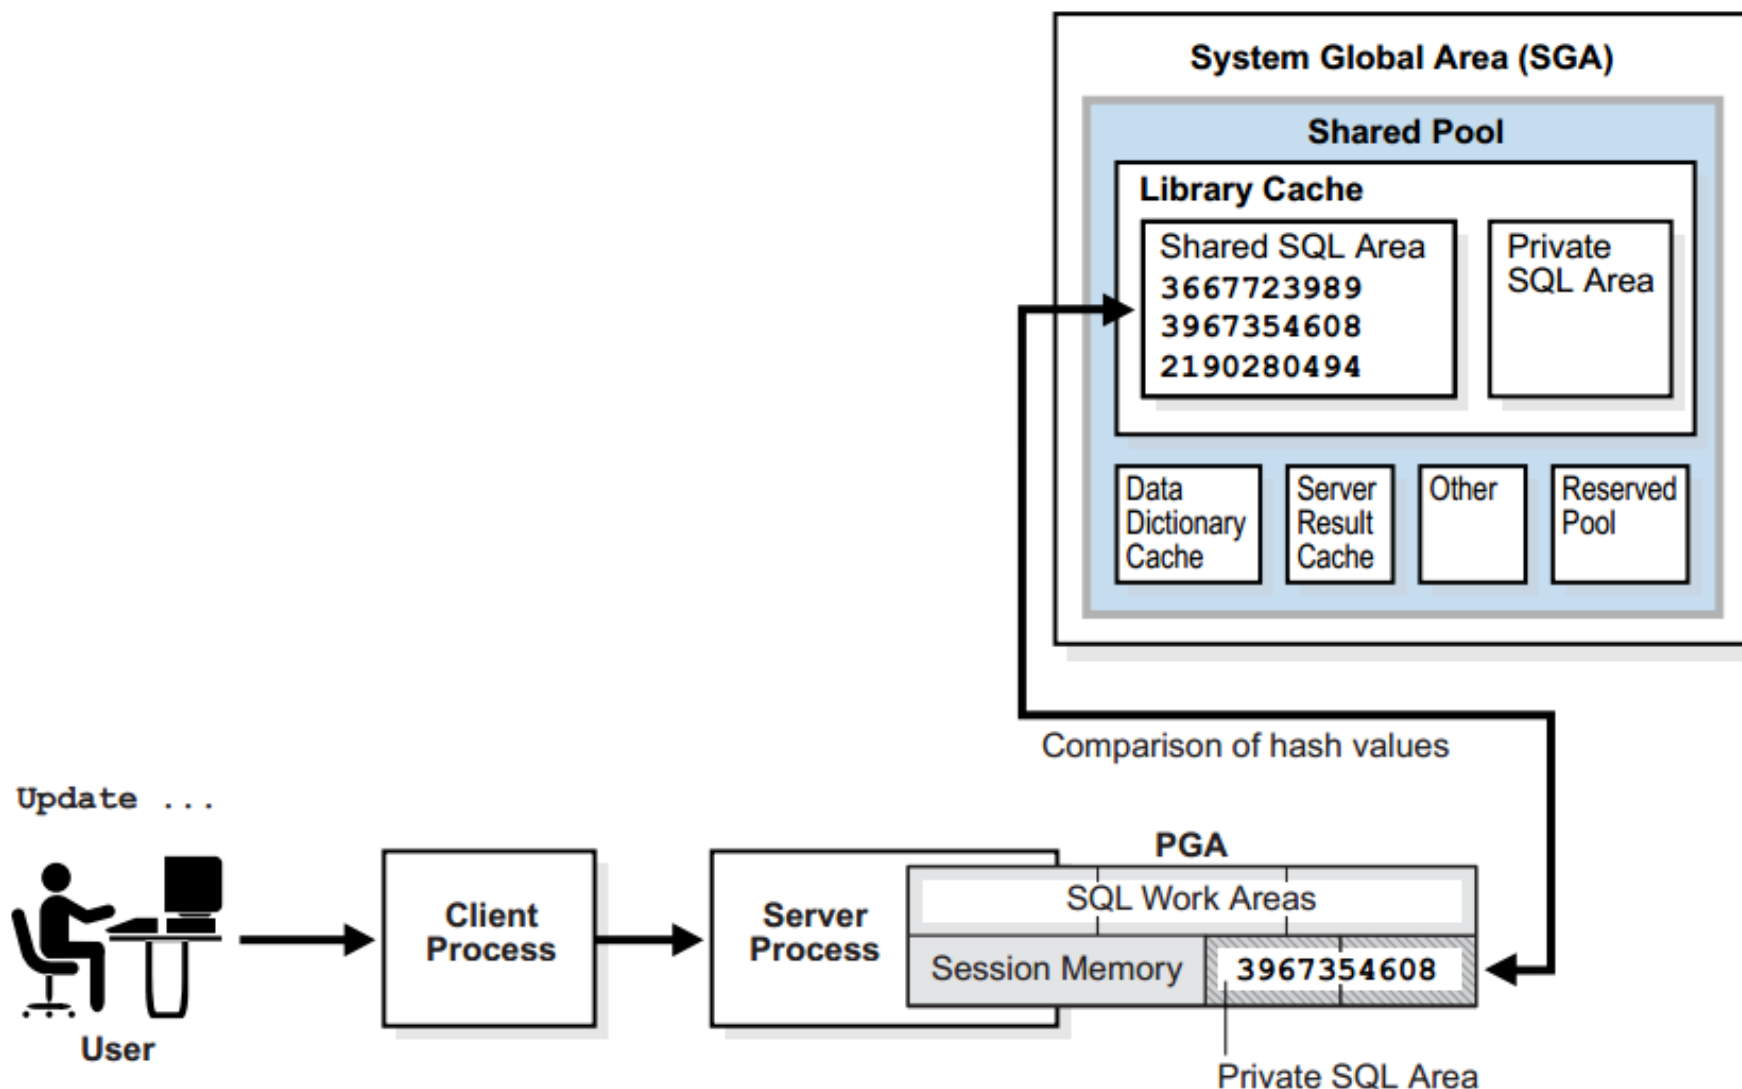 System Global Area (SGA)
Shared Pool
Library Cache
Shared SQL Area
3667723989
3967354608
2190280494
Private
SQL Area
Data
Dictionary
Cache
Server
Result
Cache
Other
Reserved
Pool
Comparison of hash values
Update ...
User
Client
Process
Server
Process
PGA
SQL Work Areas
Session Memory
3967354608
Private SQL Area